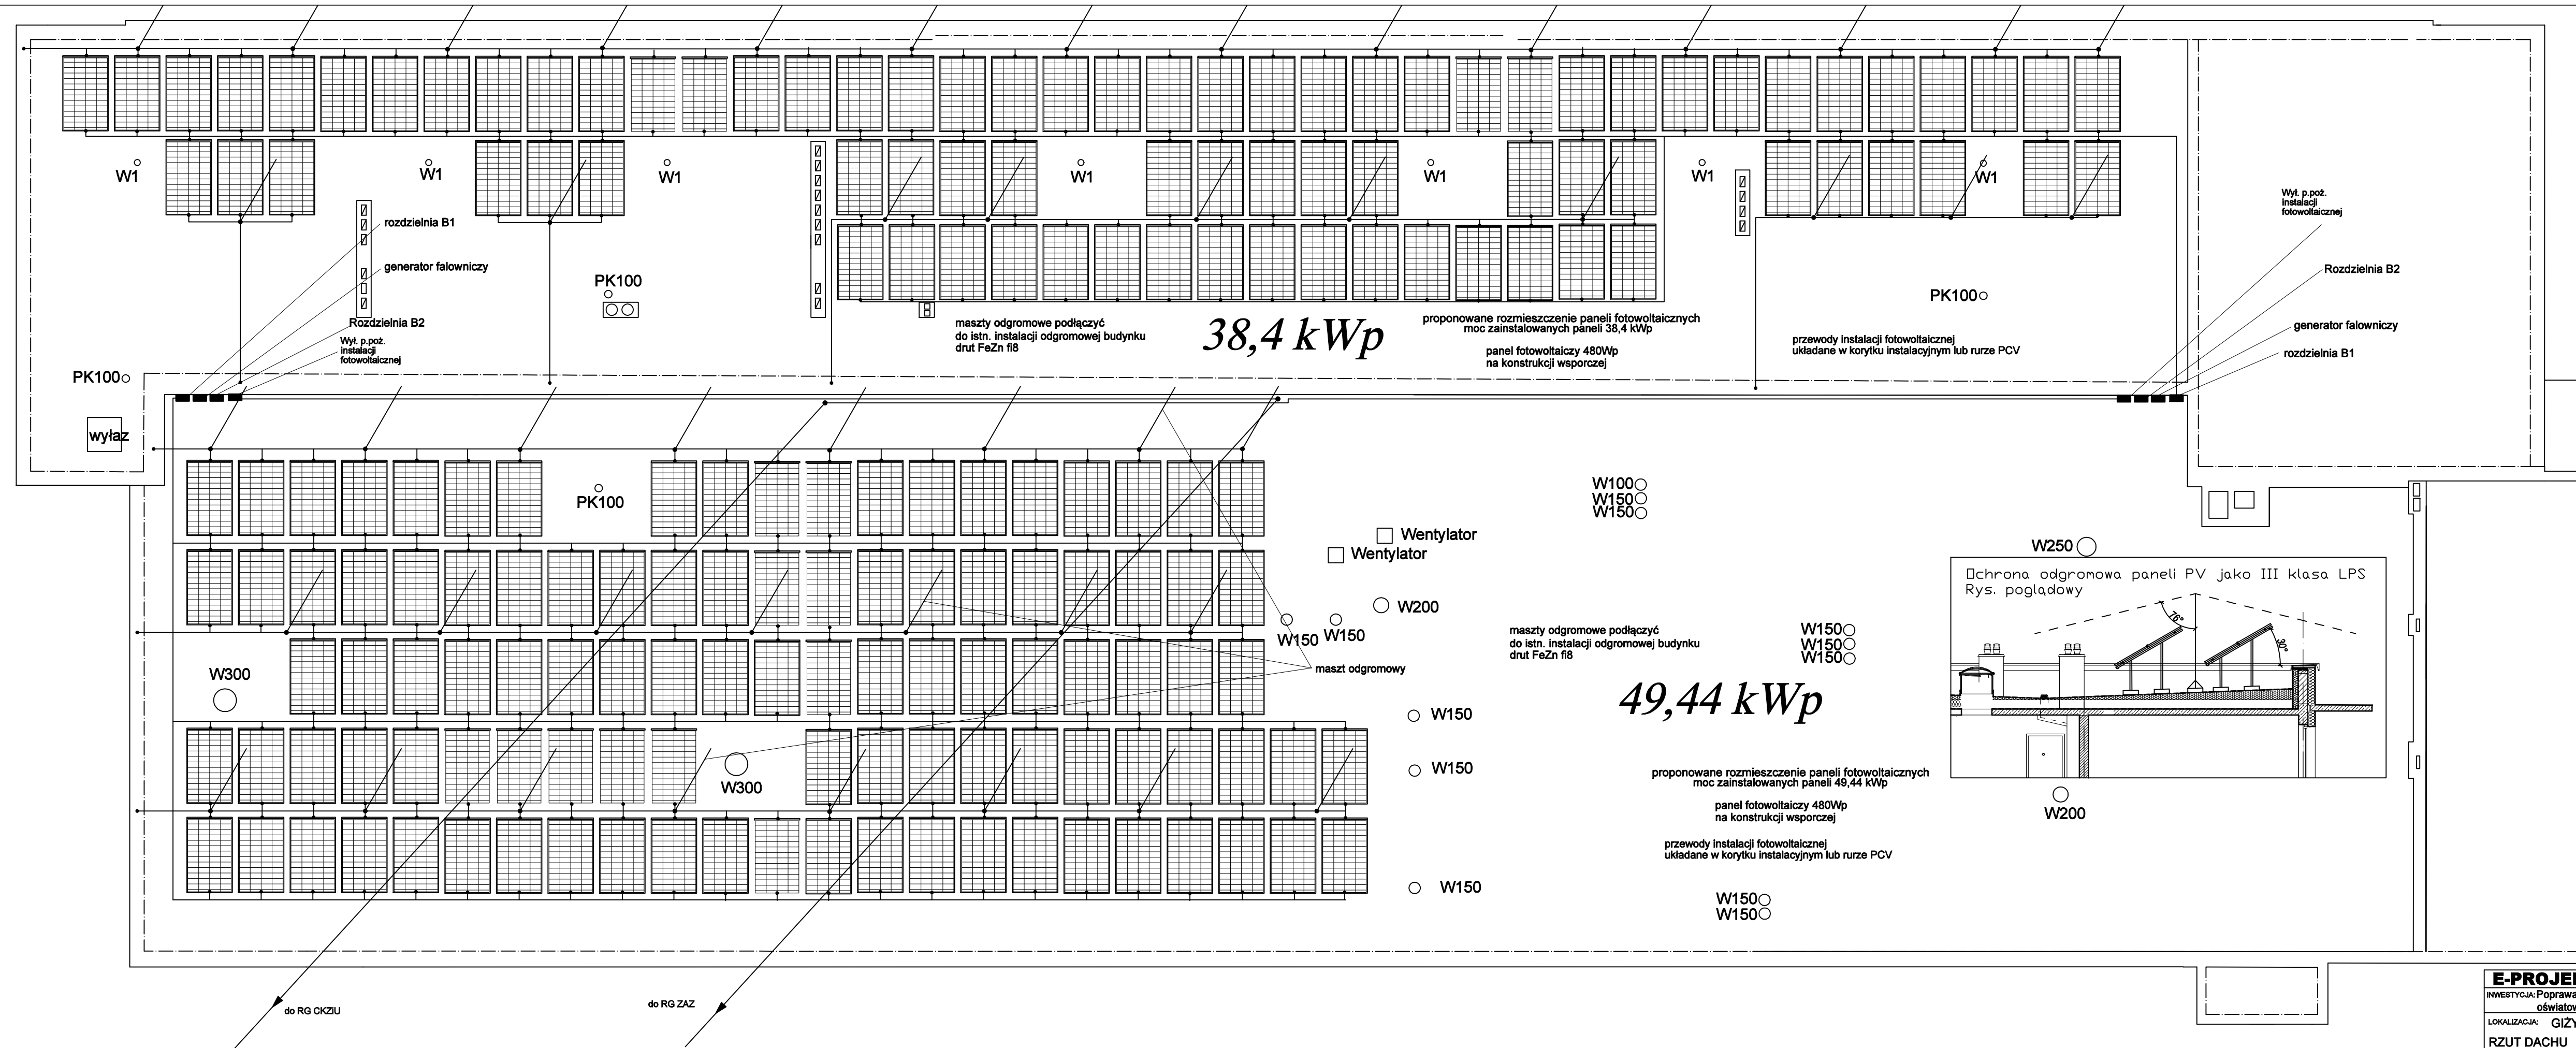 W1
W1
W1
W1
W1
W1
W1
rozdzielnia B1
generator falowniczy
PK100
Rozdzielnia B2
Wył. p.poż.
instalacji
fotowoltaicznej
PK100
wyłaz
maszty odgromowe podłączyć
do istn. instalacji odgromowej budynku
drut FeZn fi8
38,4 kWp
proponowane rozmieszczenie paneli fotowoltaicznych
moc zainstalowanych paneli 38,4 kWp
panel fotowoltaiczy 480Wp
na konstrukcji wsporczej
PK100
przewody instalacji fotowoltaicznej
układane w korytku instalacyjnym lub rurze PCV
Wył. p.poż.
instalacji
fotowoltaicznej
Rozdzielnia B2
generator falowniczy
rozdzielnia B1
PK100
W100
W150
W150
Wentylator
Wentylator
W200
W150
W150
W250
Ochrona odgromowa paneli PV jako III klasa LPS
Rys. poglądowy
76°
30°
maszty odgromowe podłączyć
do istn. instalacji odgromowej budynku
drut FeZn fi8
W150
W150
W150
maszt odgromowy
W300
W300
49,44 kWp
W150
W150
W150
proponowane rozmieszczenie paneli fotowoltaicznych
moc zainstalowanych paneli 49,44 kWp
panel fotowoltaiczy 480Wp
na konstrukcji wsporczej
przewody instalacji fotowoltaicznej
układane w korytku instalacyjnym lub rurze PCV
W200
W150
W150
do RG CKZiU
do RG ZAZ
E-PROJE
INWESTYCJA: Poprawa
oświatow
LOKALIZACJA: GIŻY
RZUT DACHU